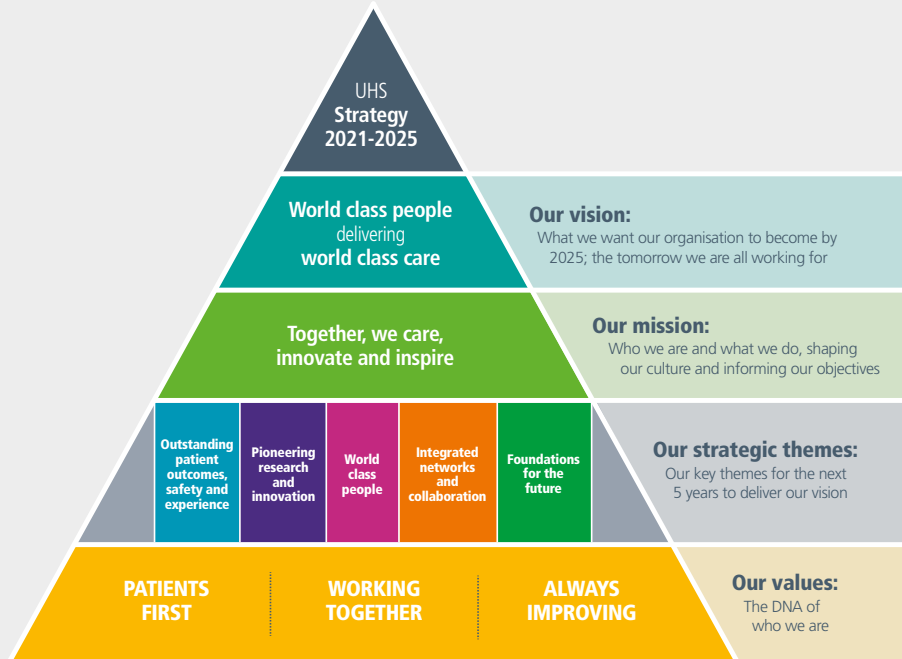 UHS
Strategy
2021-2025
World class people
delivering
world class care
Our vision:
What we want our organisation to become by
2025; the tomorrow we are all working for
Together, we care,
innovate and inspire
Our mission:
Who we are and what we do, shaping
our culture and informing our objectives
Outstanding
patient
outcomes,
safety and
experience
Pioneering
research
and
innovation
World
class
people
Integrated
networks
and
collaboration
Foundations
for the
future
Our strategic themes:
Our key themes for the next
5 years to deliver our vision
PATIENTS
FIRST
WORKING
TOGETHER
ALWAYS
IMPROVING
Our values:
The DNA of
who we are